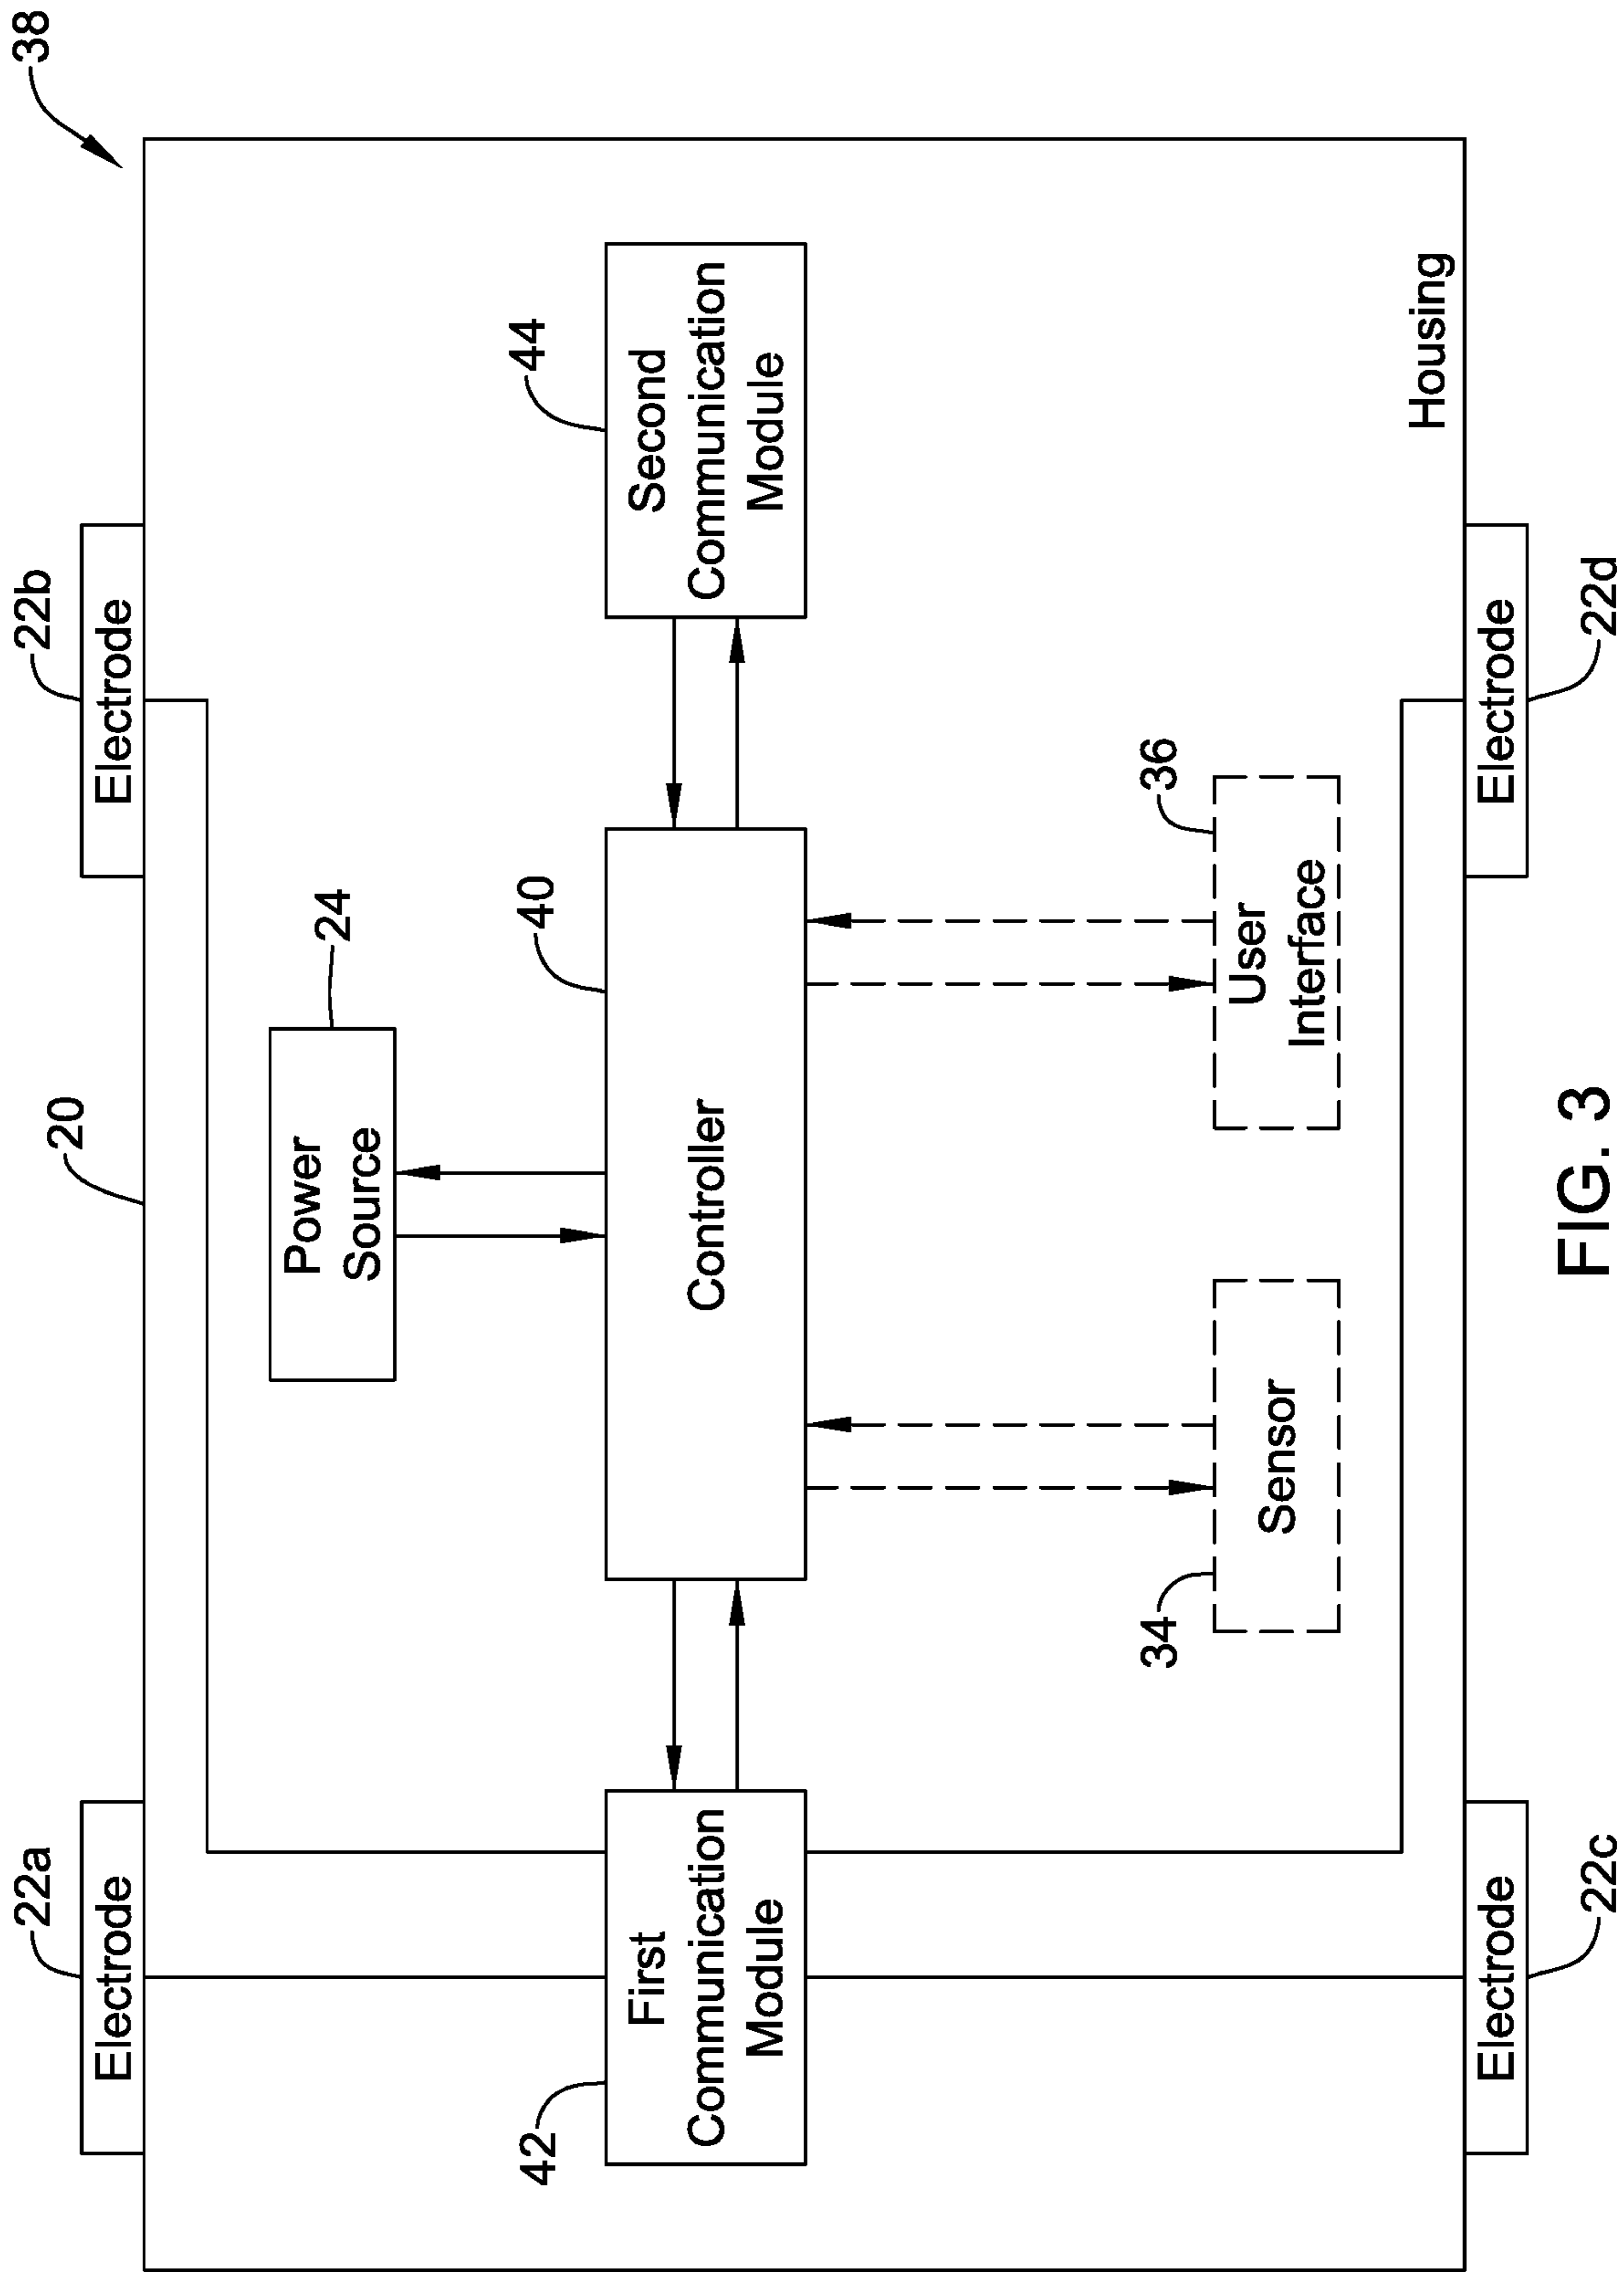 38
20
22a
Electrode
22b
Electrode
24
Power
Source
40
Controller
42
First
Communication
Module
44
Second
Communication
Module
34
Sensor
36
User
Interface
Housing
Electrode
22c
Electrode
22d
FIG. 3